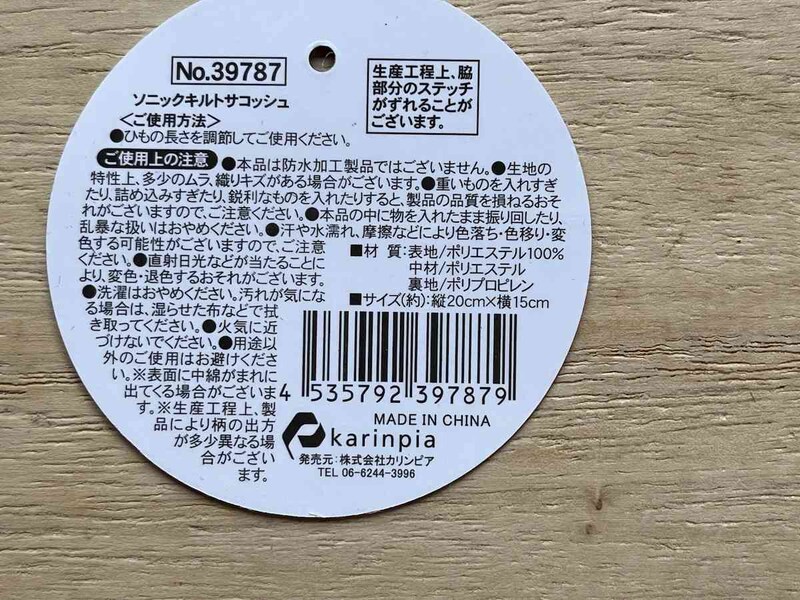 No.39787
生産工程上、脇
部分のステッチ
がずれることが
ございます。
ソニックキルトサコッシュ
＜ご使用方法＞
●ひもの長さを調節してご使用ください。
ご使用上の注意 ●本品は防水加工製品ではございません。●生地の
特性上、多少のムラ、織りキズがある場合がございます。●重いものを入れすぎ
たり、詰め込みすぎたり、鋭利なものを入れたりすると、製品の品質を損ねるおそ
れがございますので、ご注意ください。●本品の中に物を入れたまま振り回したり、
乱暴な扱いはおやめください。●汗や水濡れ、摩擦などにより色落ち・色移り・変
色する可能性がございますので、ご注意
ください。●直射日光などが当たることに
より、変色・退色するおそれがございます。
●洗濯はおやめください。汚れが気にな
る場合は、湿らせた布などで拭
き取ってください。●火気に近
づけないでください。●用途以
外のご使用はお避けくださ
い。※表面に中綿がまれに
出てくる場合がございま
す。※生産工程上、製
品により柄の出方
が多少異なる場
合がござい
ます。
■材 質：表地/ポリエステル100%
中材/ポリエステル
裏地/ポリプロピレン
■サイズ(約)：縦20cm×横15cm
4 535792 397879
MADE IN CHINA
karinpia
発売元：株式会社カリンピア
TEL 06-6244-3996